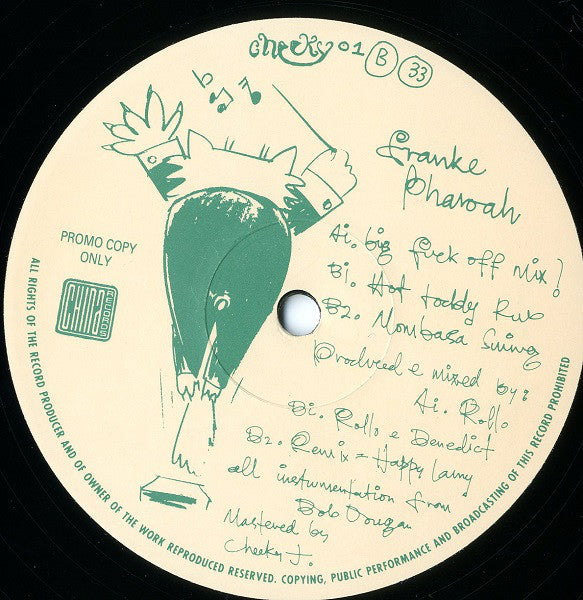 cheeky 01 B 33
franke
Pharoah
PROMO COPY
ONLY
CHINA
RECORDS
A1. big fuck off mix!
B1. Hot toddy Rub
B2. Mombasa Swing
Produced e mixed by:
A1. Rollo
B1. Rollo e Benedict
B2. Remix = Happy Larry
all instrumentation from
Bob Dougan
Mastered by
Cheeky J.
ALL RIGHTS OF THE RECORD PRODUCER AND OF OWNER OF THE WORK REPRODUCED RESERVED. COPYING, PUBLIC PERFORMANCE AND BROADCASTING OF THIS RECORD PROHIBITED